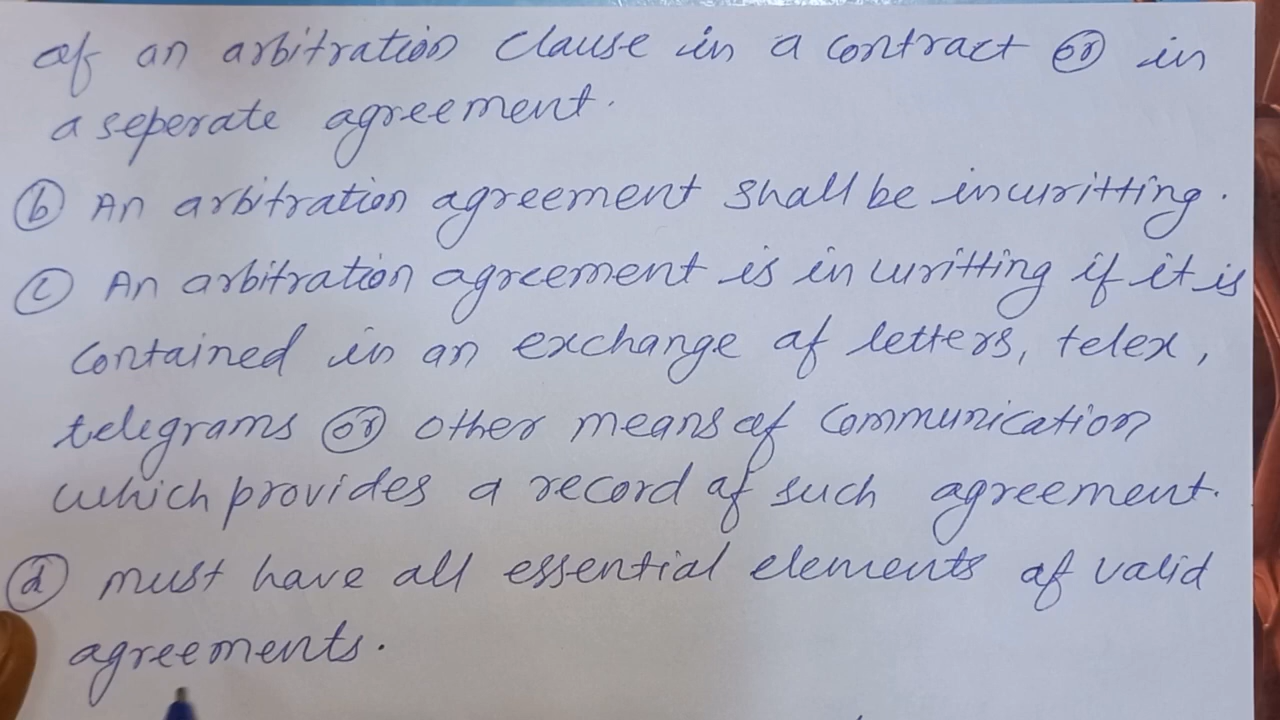 of an arbitration clause in a contract or in
a seperate agreement.
b An arbitration agreement shall be in writting.
c An arbitration agreement is in writting if it is
contained in an exchange of letters, telex,
telegrams or other means of communication
which provides a record of such agreement.
d must have all essential elements of valid
agreements.